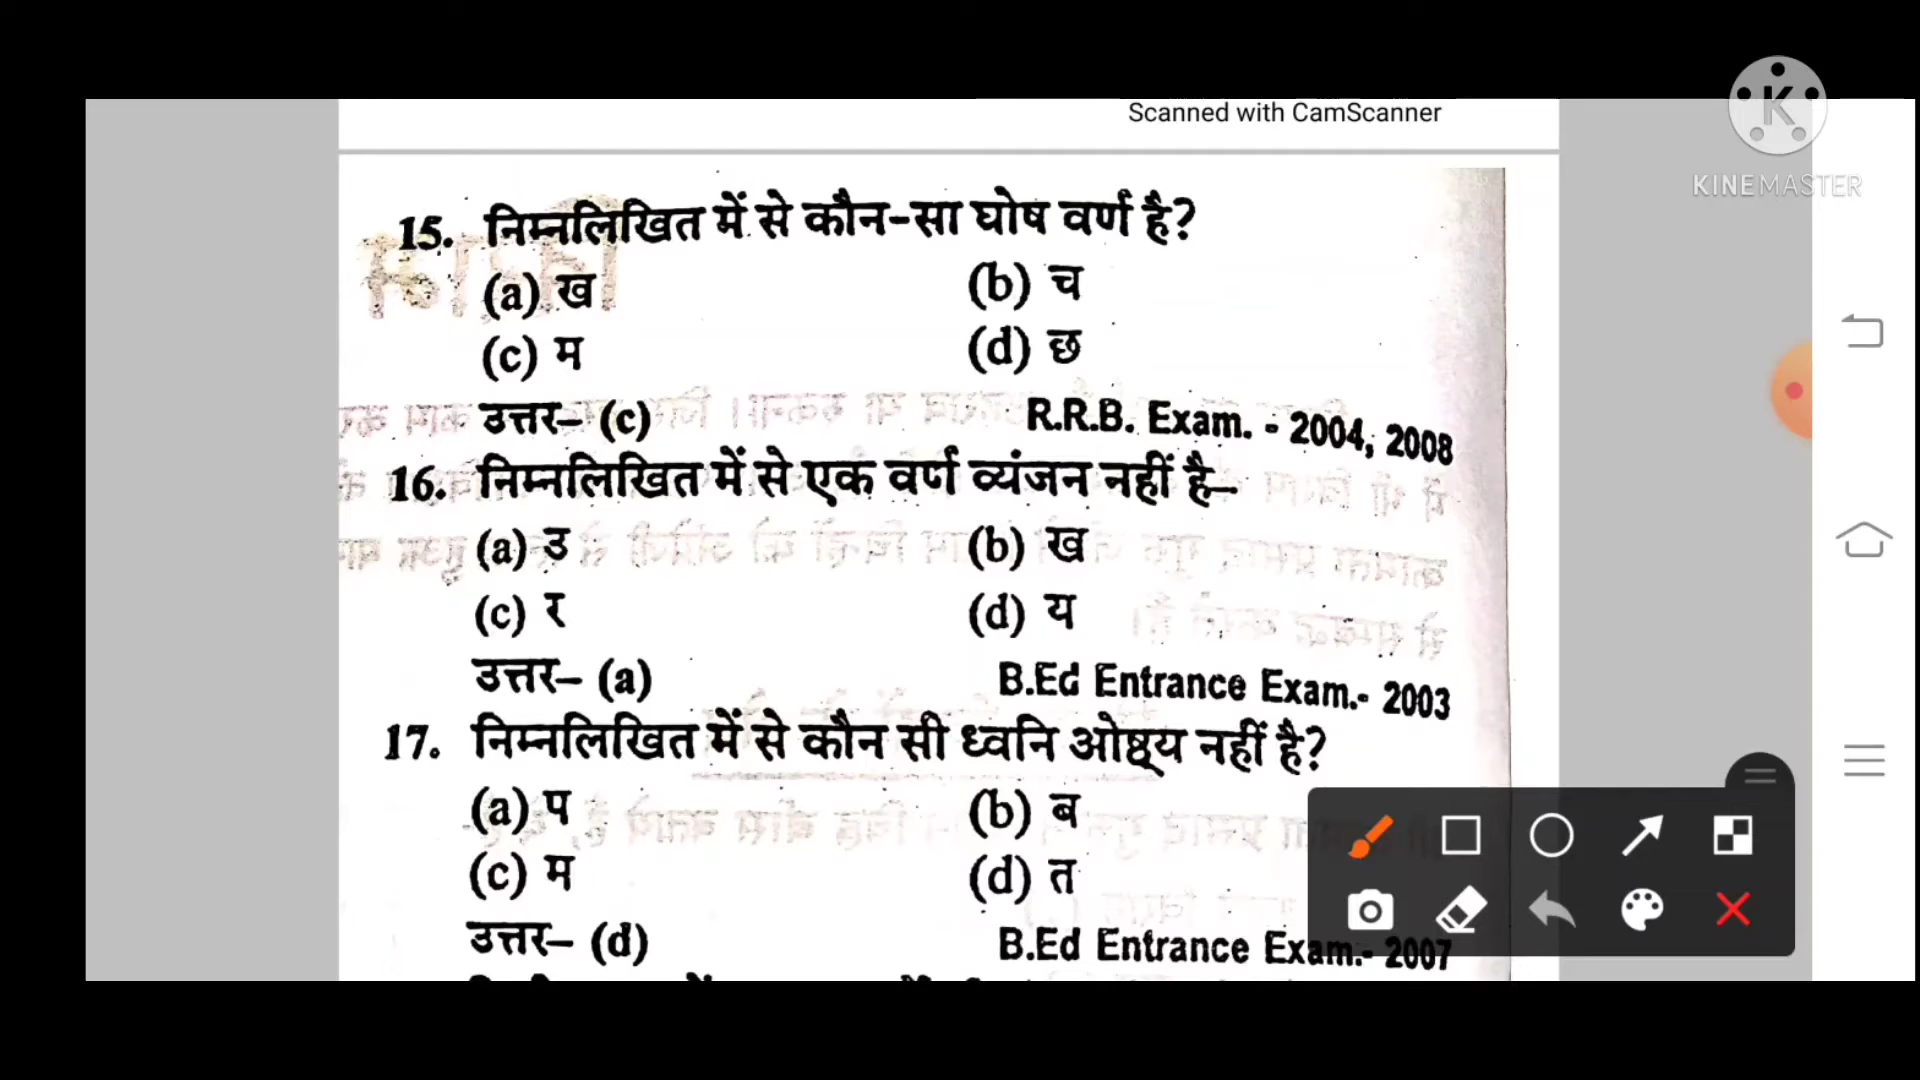 Scanned with CamScanner
KINEMASTER
15. निम्नलिखित में से कौन-सा घोष वर्ण है?
(a) ख (b) च
(c) म (d) छ
उत्तर– (c) R.R.B. Exam. - 2004, 2008
16. निम्नलिखित में से एक वर्ण व्यंजन नहीं है–
(a) उ (b) ख
(c) र (d) य
उत्तर– (a) B.Ed Entrance Exam.- 2003
17. निम्नलिखित में से कौन सी ध्वनि ओष्ठ्य नहीं है?
(a) प (b) ब
(c) म (d) त
उत्तर– (d) B.Ed Entrance Exam.- 2007